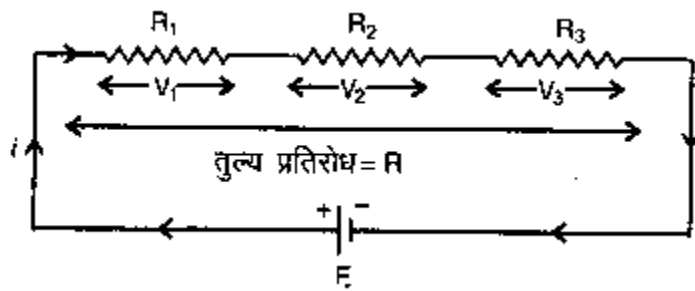 R₁ R₂ R₃
V₁ V₂ V₃
i
तुल्य प्रतिरोध = R
+ −
E